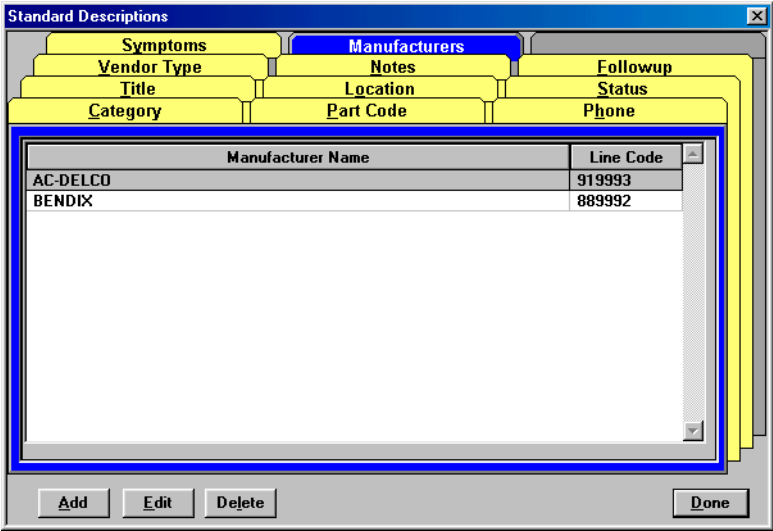 Standard Descriptions
Symptoms Manufacturers
Vendor Type Notes Followup
Title Location Status
Category Part Code Phone
Manufacturer Name Line Code
AC-DELCO 919993
BENDIX 889992
Add Edit Delete Done